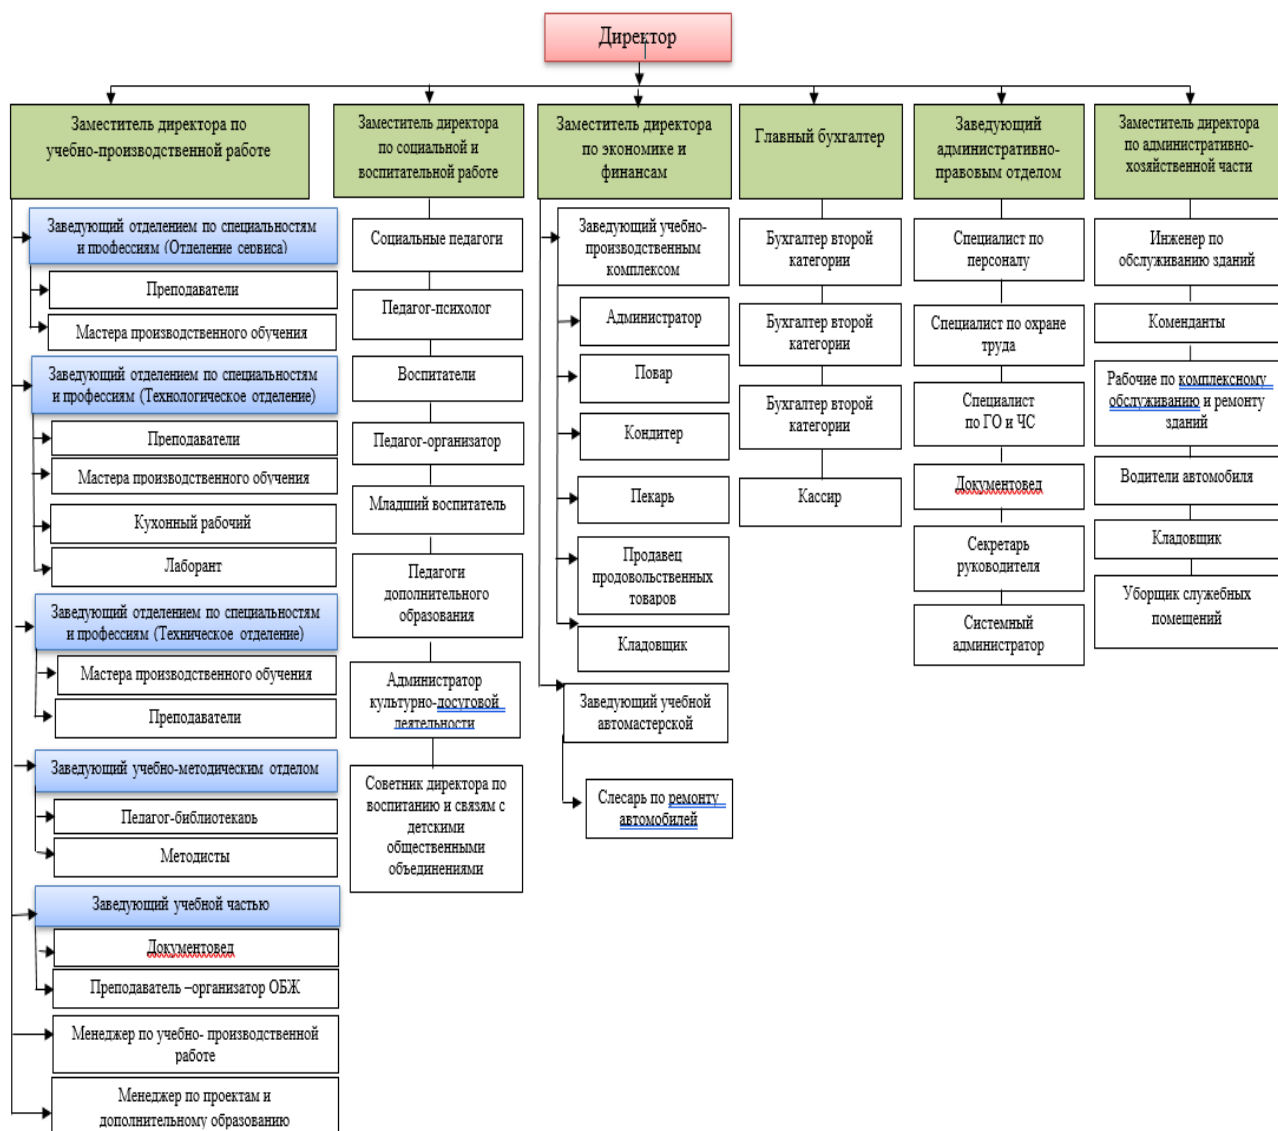 Директор
Заместитель директора по
учебно-производственной работе
Заведующий отделением по специальностям
и профессиям (Отделение сервиса)
Преподаватели
Мастера производственного обучения
Заведующий отделением по специальностям
и профессиям (Технологическое отделение)
Преподаватели
Мастера производственного обучения
Кухонный рабочий
Лаборант
Заведующий отделением по специальностям
и профессиям (Техническое отделение)
Мастера производственного обучения
Преподаватели
Заведующий учебно-методическим отделом
Педагог-библиотекарь
Методисты
Заведующий учебной частью
Документовед
Преподаватель –организатор ОБЖ
Менеджер по учебно- производственной
работе
Менеджер по проектам и
дополнительному образованию
Заместитель директора
по социальной и
воспитательной работе
Социальные педагоги
Педагог-психолог
Воспитатели
Педагог-организатор
Младший воспитатель
Педагоги
дополнительного
образования
Администратор
культурно-досуговой
деятельности
Советник директора по
воспитанию и связям с
детскими
общественными
объединениями
Заместитель директора
по экономике и
финансам
Заведующий учебно-
производственным
комплексом
Администратор
Повар
Кондитер
Пекарь
Продавец
продовольственных
товаров
Кладовщик
Заведующий учебной
автомастерской
Слесарь по ремонту
автомобилей
Главный бухгалтер
Бухгалтер второй
категории
Бухгалтер второй
категории
Бухгалтер второй
категории
Кассир
Заведующий
административно-
правовым отделом
Специалист по
персоналу
Специалист по охране
труда
Специалист
по ГО и ЧС
Документовед
Секретарь
руководителя
Системный
администратор
Заместитель директора
по административно-
хозяйственной части
Инженер по
обслуживанию зданий
Коменданты
Рабочие по комплексному
обслуживанию и ремонту
зданий
Водители автомобиля
Кладовщик
Уборщик служебных
помещений